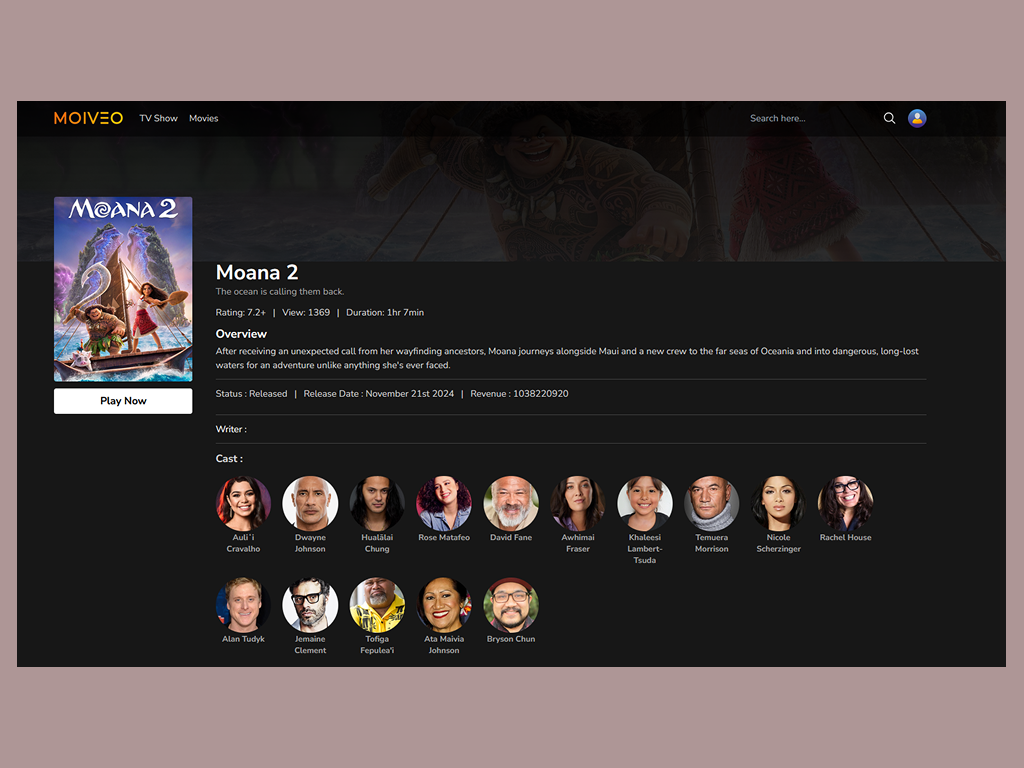 MOIVEO TV Show Movies Search here...
MOANA 2
Moana 2
The ocean is calling them back.
Rating: 7.2+ | View: 1369 | Duration: 1hr 7min
Overview
After receiving an unexpected call from her wayfinding ancestors, Moana journeys alongside Maui and a new crew to the far seas of Oceania and into dangerous, long-lost
waters for an adventure unlike anything she's ever faced.
Play Now
Status : Released | Release Date : November 21st 2024 | Revenue : 1038220920
Writer :
Cast :
Auliʻi
Cravalho
Dwayne
Johnson
Hualālai
Chung
Rose Matafeo
David Fane
Awhimai
Fraser
Khaleesi
Lambert-
Tsuda
Temuera
Morrison
Nicole
Scherzinger
Rachel House
Alan Tudyk
Jemaine
Clement
Tofiga
Fepulea'i
Ata Maivia
Johnson
Bryson Chun